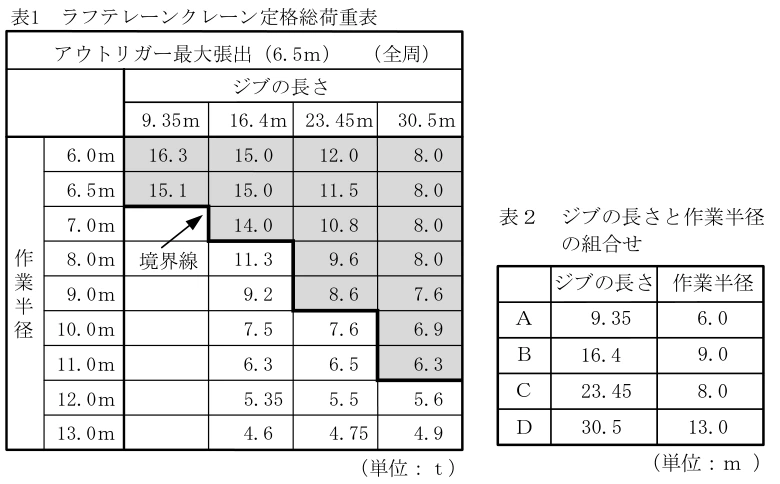 表1 ラフテレーンクレーン定格総荷重表
アウトリガー最大張出（6.5m） （全周）
ジブの長さ
9.35m 16.4m 23.45m 30.5m
作業半径
6.0m 16.3 15.0 12.0 8.0
6.5m 15.1 15.0 11.5 8.0
7.0m 14.0 10.8 8.0
8.0m 境界線 11.3 9.6 8.0
9.0m 9.2 8.6 7.6
10.0m 7.5 7.6 6.9
11.0m 6.3 6.5 6.3
12.0m 5.35 5.5 5.6
13.0m 4.6 4.75 4.9
（単位：ｔ）
表２ ジブの長さと作業半径
の組合せ
ジブの長さ 作業半径
A 9.35 6.0
B 16.4 9.0
C 23.45 8.0
D 30.5 13.0
（単位：ｍ ）